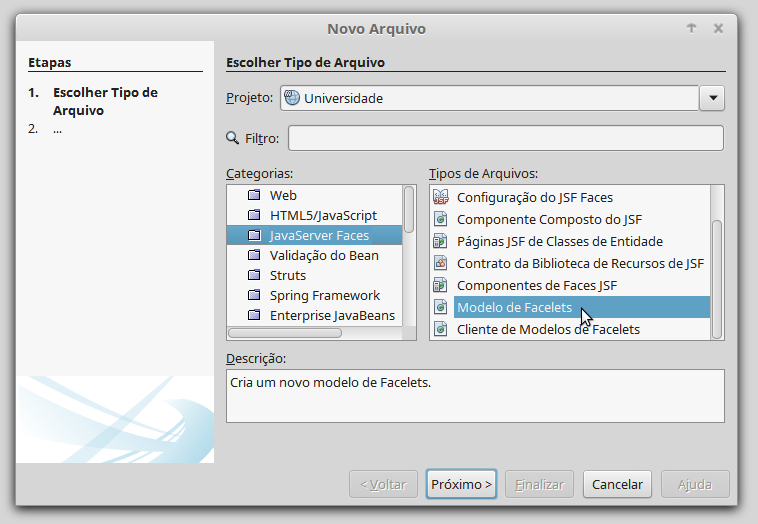 Novo Arquivo
Etapas
1. Escolher Tipo de
Arquivo
2. ...
Escolher Tipo de Arquivo
Projeto: Universidade
Filtro:
Categorias:
Web
HTML5/JavaScript
JavaServer Faces
Validação do Bean
Struts
Spring Framework
Enterprise JavaBeans
Tipos de Arquivos:
Configuração do JSF Faces
Componente Composto do JSF
Páginas JSF de Classes de Entidade
Contrato da Biblioteca de Recursos de JSF
Componentes de Faces JSF
Modelo de Facelets
Cliente de Modelos de Facelets
Descrição:
Cria um novo modelo de Facelets.
< Voltar Próximo > Finalizar Cancelar Ajuda